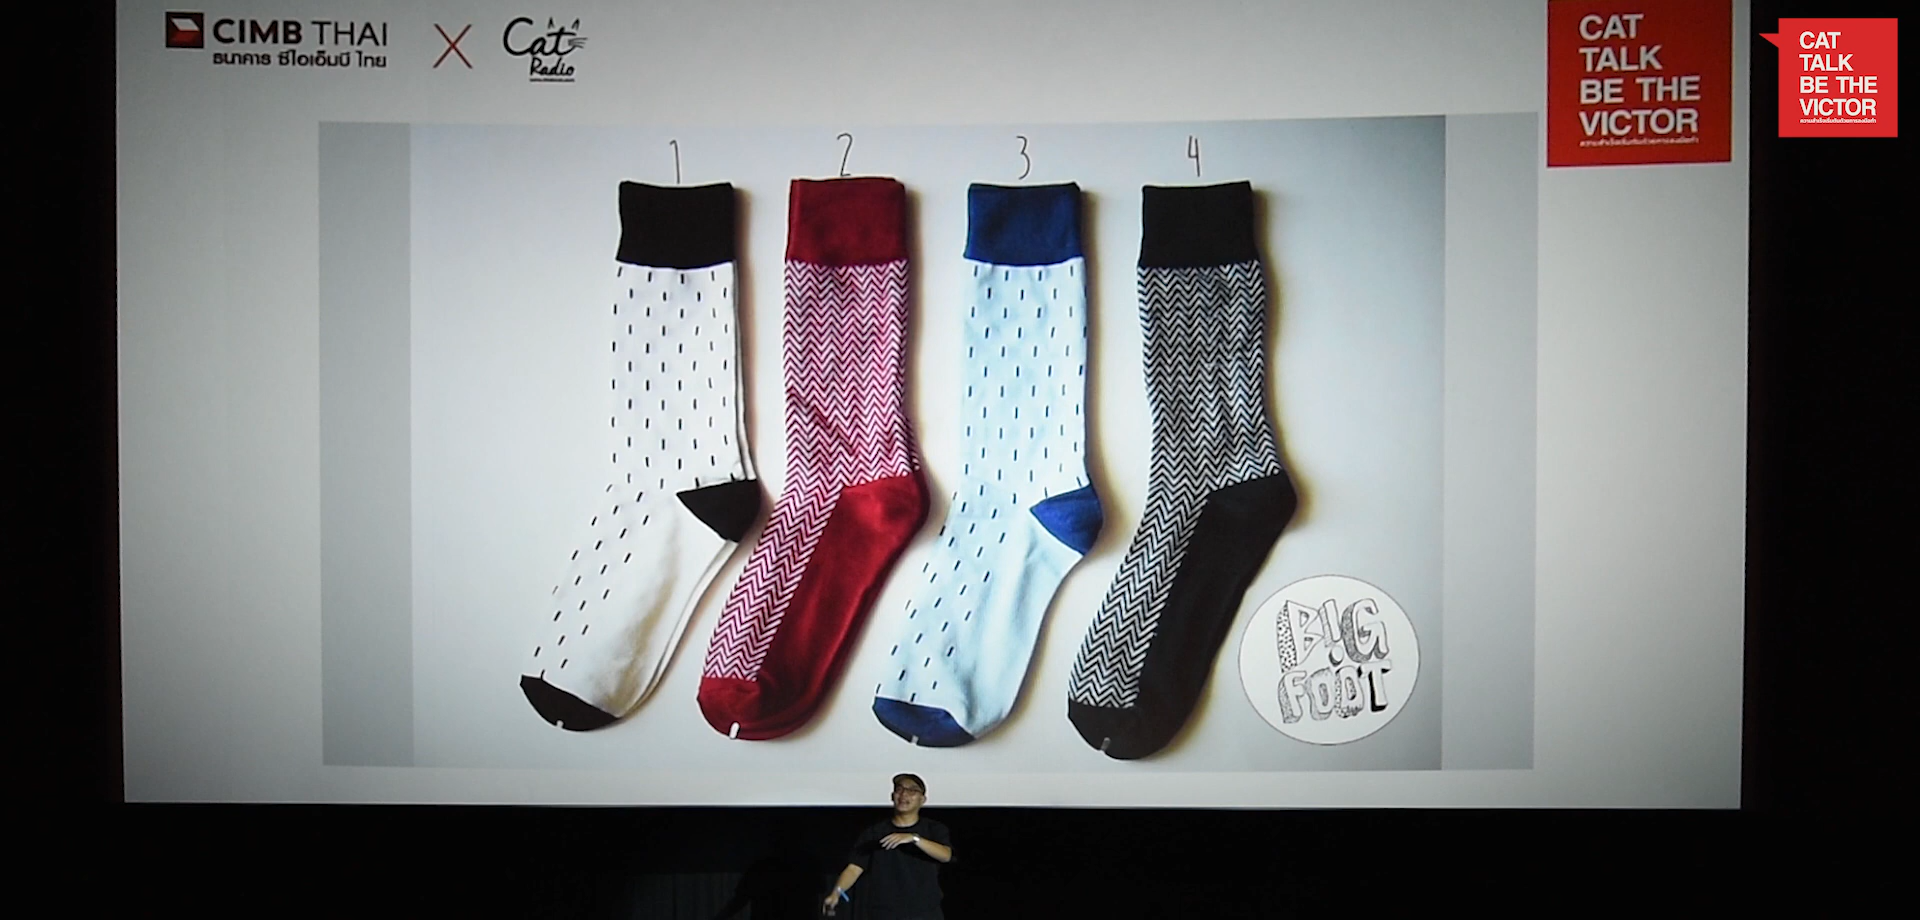 CIMB THAI
ธนาคาร ซีไอเอ็มบี ไทย
X
Cat
Radio
CAT
TALK
BE THE
VICTOR
CAT
TALK
BE THE
VICTOR
1
2
3
4
B!G
FOOT